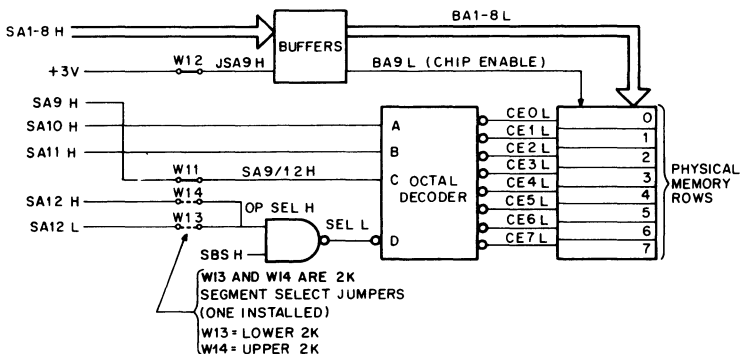 SA1-8 H
BUFFERS
BA1-8 L
+3V
W12
JSA9 H
BA9 L (CHIP ENABLE)
SA9 H
SA10 H
SA11 H
W11
SA9/12 H
SA12 H
W14
SA12 L
W13
OP SEL H
SEL L
SBS H
A
B
C
D
OCTAL
DECODER
CE0 L
CE1 L
CE2 L
CE3 L
CE4 L
CE5 L
CE6 L
CE7 L
0
1
2
3
4
5
6
7
PHYSICAL
MEMORY
ROWS
W13 AND W14 ARE 2K
SEGMENT SELECT JUMPERS
(ONE INSTALLED)
W13 = LOWER 2K
W14 = UPPER 2K